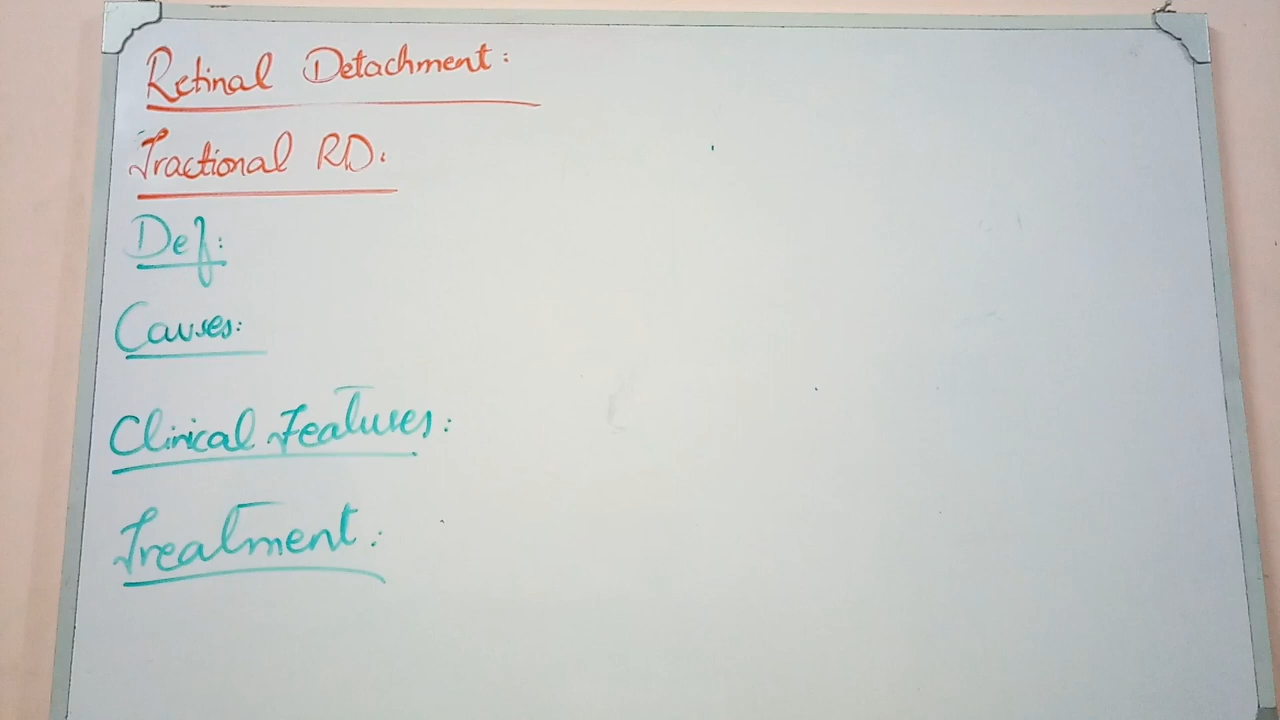 Retinal Detachment:
Tractional RD:
Def:
Causes:
Clinical Features:
Treatment: